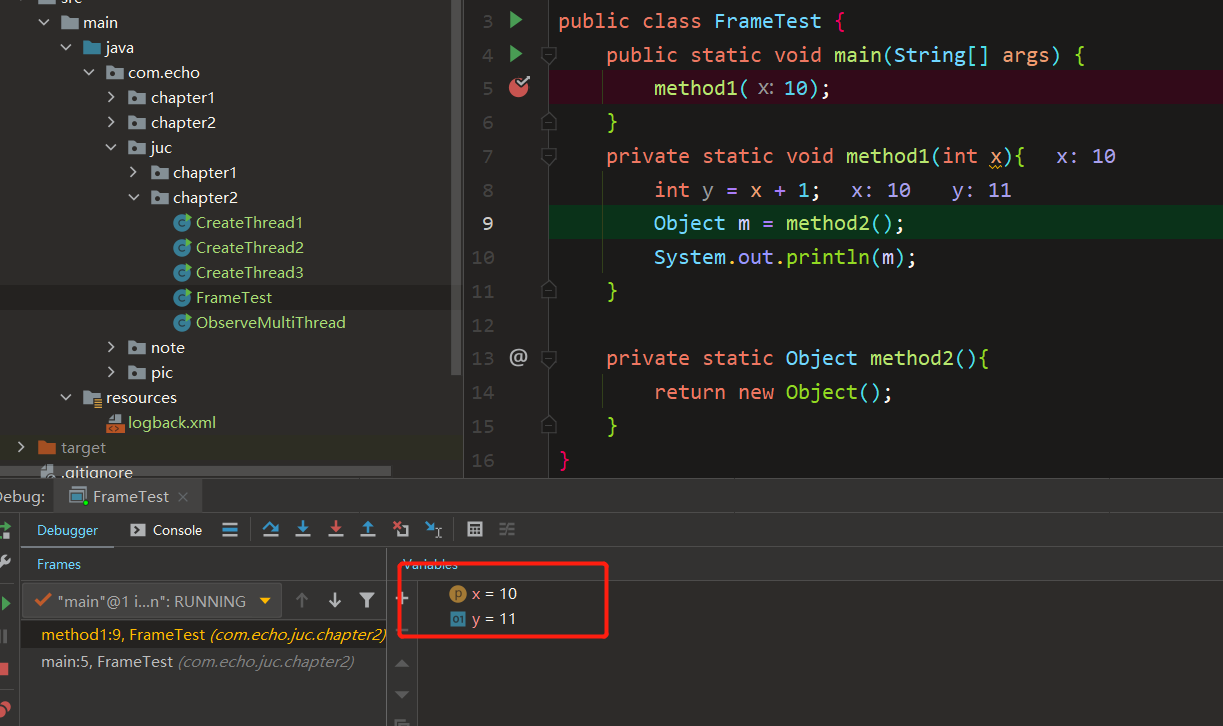 src
main
java
com.echo
chapter1
chapter2
juc
chapter1
chapter2
CreateThread1
CreateThread2
CreateThread3
FrameTest
ObserveMultiThread
note
pic
resources
logback.xml
target
.gitignore
3 public class FrameTest {
4 public static void main(String[] args) {
5 method1( x: 10);
6 }
7 private static void method1(int x){ x: 10
8 int y = x + 1; x: 10 y: 11
9 Object m = method2();
10 System.out.println(m);
11 }
12
13 @ private static Object method2(){
14 return new Object();
15 }
16 }
Debug: FrameTest
Debugger Console
Frames
"main"@1 i...n": RUNNING
method1:9, FrameTest (com.echo.juc.chapter2)
main:5, FrameTest (com.echo.juc.chapter2)
Variables
p x = 10
01 y = 11